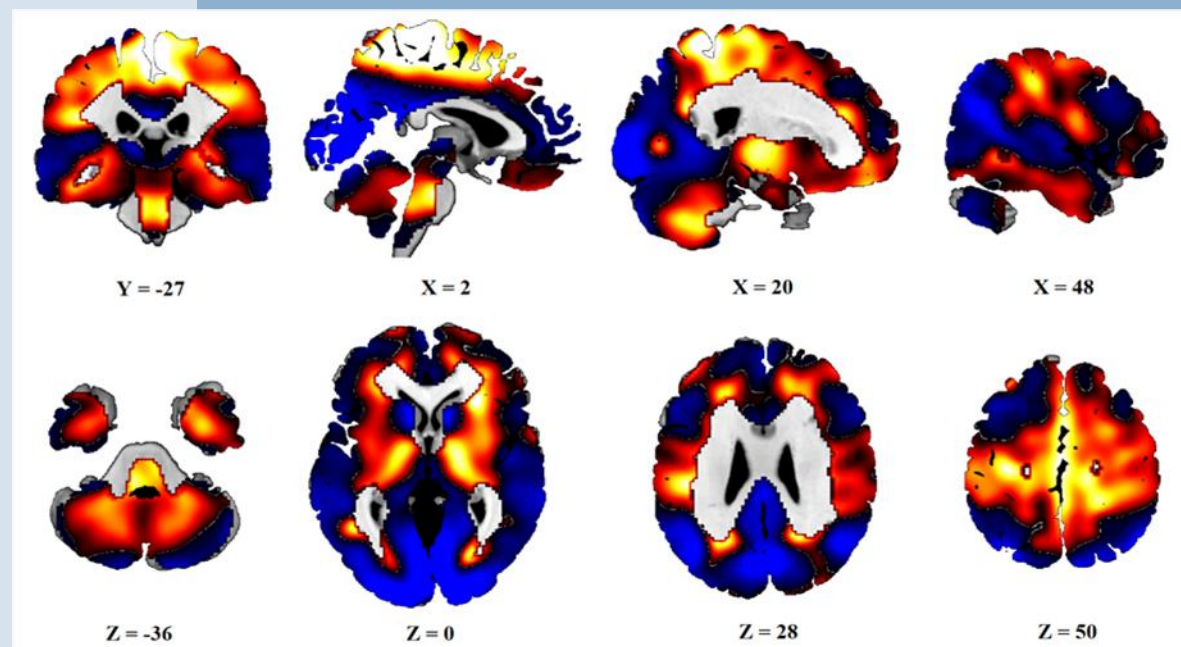 Y = -27
X = 2
X = 20
X = 48
Z = -36
Z = 0
Z = 28
Z = 50